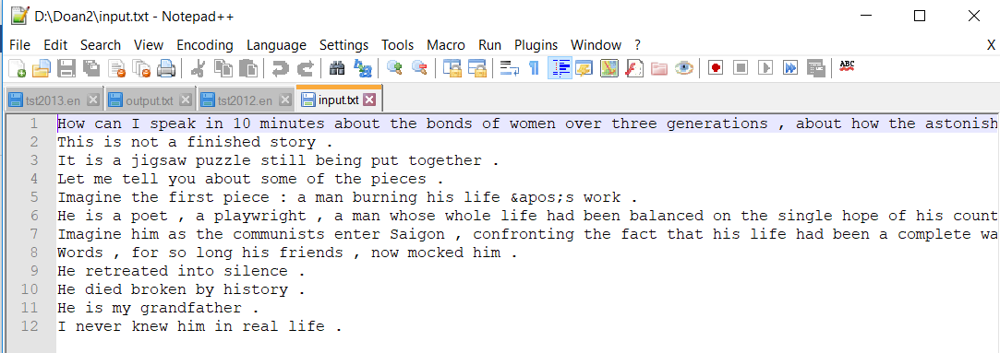 D:\Doan2\input.txt - Notepad++
File Edit Search View Encoding Language Settings Tools Macro Run Plugins Window ? X
ABC
tst2013.en output.txt tst2012.en input.txt
1 How can I speak in 10 minutes about the bonds of women over three generations , about how the astonish
2 This is not a finished story .
3 It is a jigsaw puzzle still being put together .
4 Let me tell you about some of the pieces .
5 Imagine the first piece : a man burning his life &apos;s work .
6 He is a poet , a playwright , a man whose whole life had been balanced on the single hope of his count
7 Imagine him as the communists enter Saigon , confronting the fact that his life had been a complete wa
8 Words , for so long his friends , now mocked him .
9 He retreated into silence .
10 He died broken by history .
11 He is my grandfather .
12 I never knew him in real life .